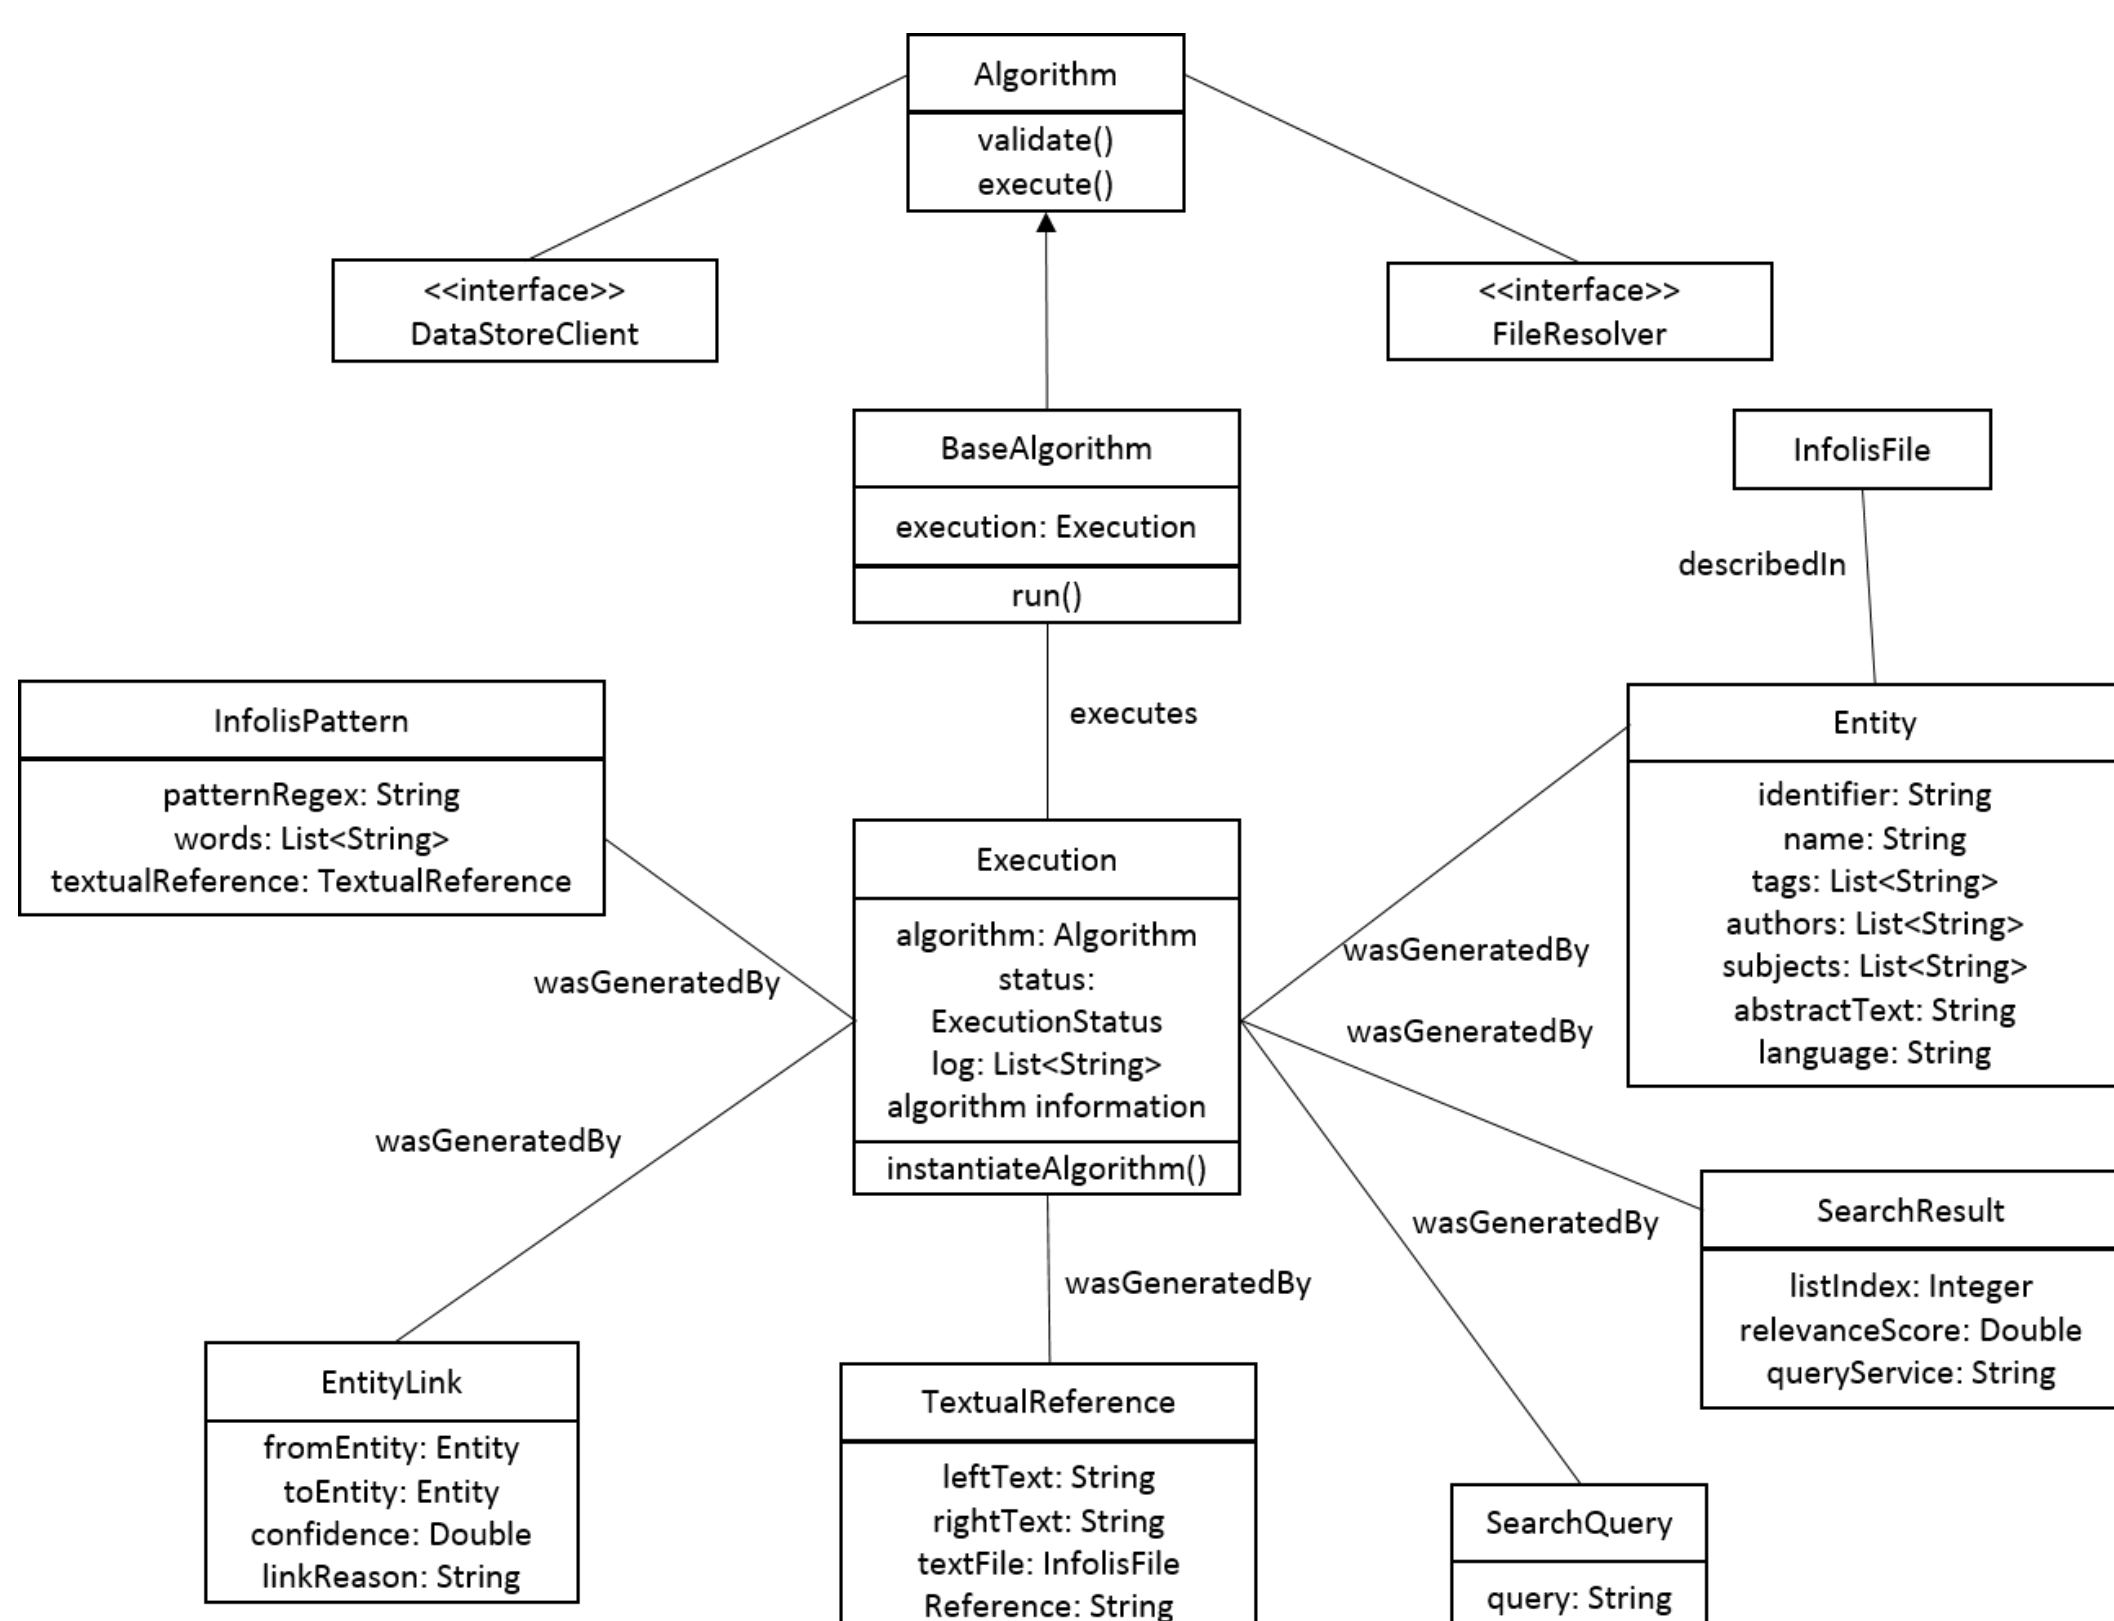 Algorithm
validate()
execute()
<<interface>>
DataStoreClient
<<interface>>
FileResolver
BaseAlgorithm
execution: Execution
run()
InfolisFile
describedIn
executes
InfolisPattern
patternRegex: String
words: List<String>
textualReference: TextualReference
Entity
identifier: String
name: String
tags: List<String>
authors: List<String>
subjects: List<String>
abstractText: String
language: String
Execution
algorithm: Algorithm
status:
ExecutionStatus
log: List<String>
algorithm information
instantiateAlgorithm()
wasGeneratedBy
wasGeneratedBy
wasGeneratedBy
wasGeneratedBy
wasGeneratedBy
wasGeneratedBy
SearchResult
listIndex: Integer
relevanceScore: Double
queryService: String
EntityLink
fromEntity: Entity
toEntity: Entity
confidence: Double
linkReason: String
TextualReference
leftText: String
rightText: String
textFile: InfolisFile
Reference: String
SearchQuery
query: String